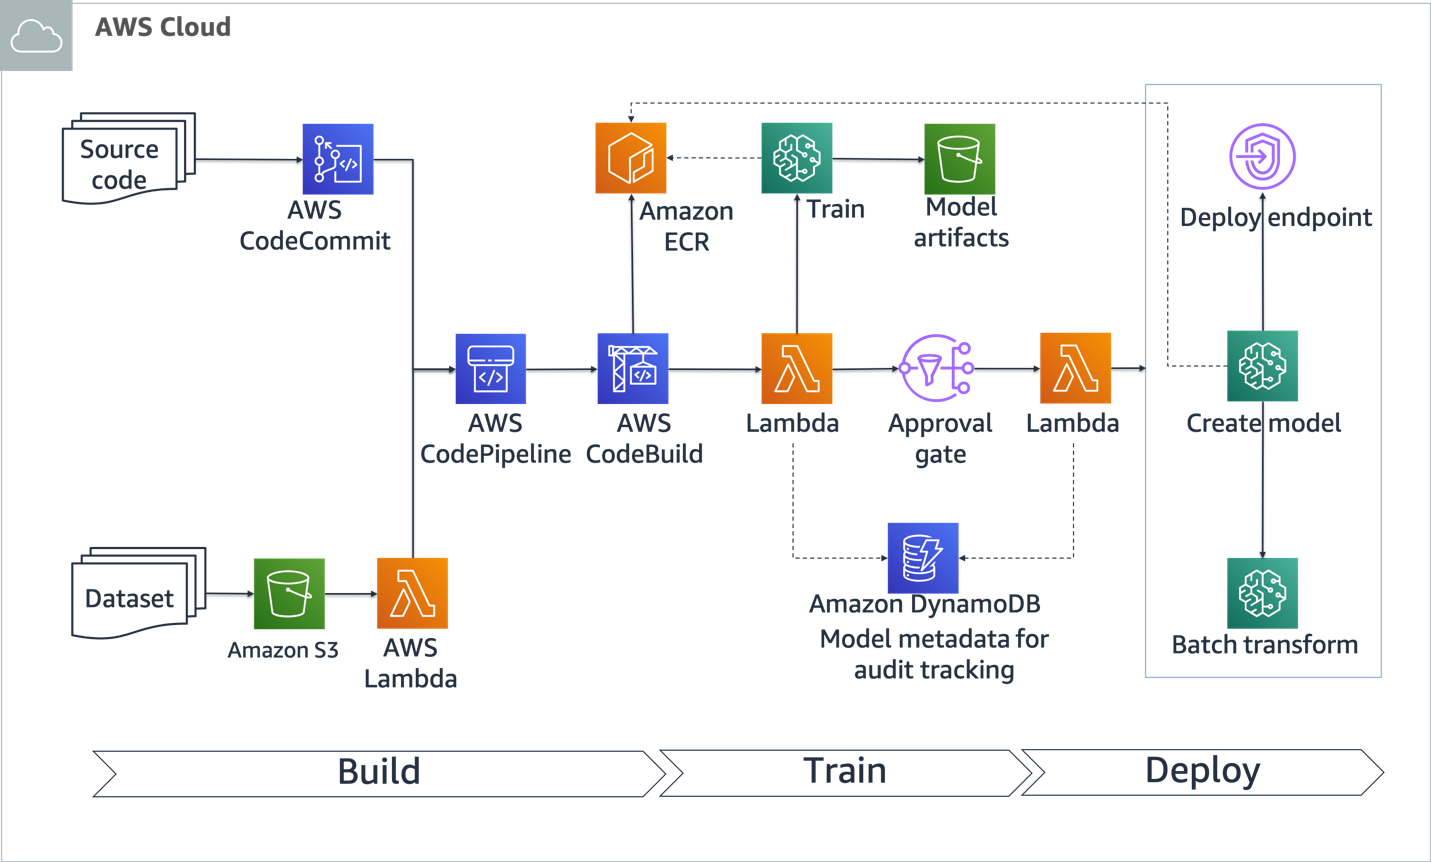 AWS Cloud
Source
code
AWS
CodeCommit
Amazon
ECR
Train
Model
artifacts
Deploy endpoint
AWS
CodePipeline
AWS
CodeBuild
Lambda
Approval
gate
Lambda
Create model
Dataset
Amazon S3
AWS
Lambda
Amazon DynamoDB
Model metadata for
audit tracking
Batch transform
Build
Train
Deploy